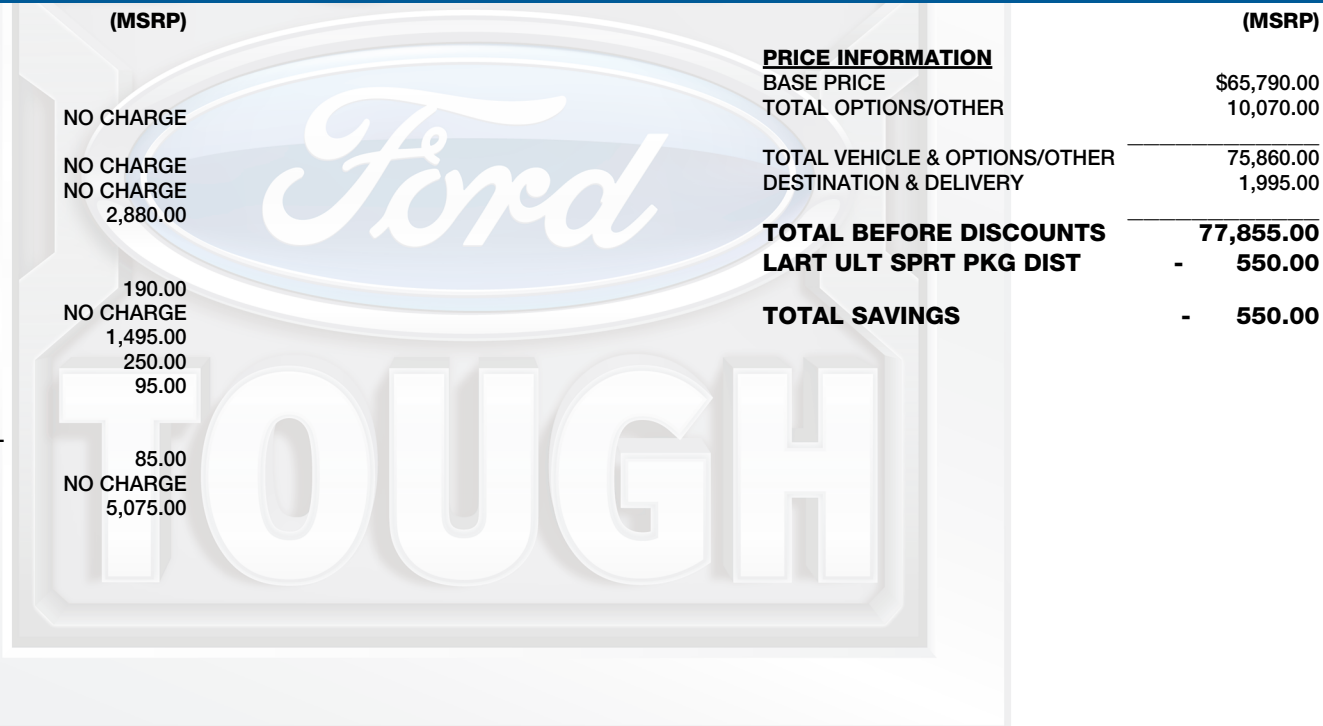 (MSRP)
NO CHARGE
NO CHARGE
NO CHARGE
2,880.00
190.00
NO CHARGE
1,495.00
250.00
95.00
85.00
NO CHARGE
5,075.00
Ford
TOUGH
(MSRP)
PRICE INFORMATION
BASE PRICE $65,790.00
TOTAL OPTIONS/OTHER 10,070.00
TOTAL VEHICLE & OPTIONS/OTHER 75,860.00
DESTINATION & DELIVERY 1,995.00
TOTAL BEFORE DISCOUNTS 77,855.00
LART ULT SPRT PKG DIST - 550.00
TOTAL SAVINGS - 550.00